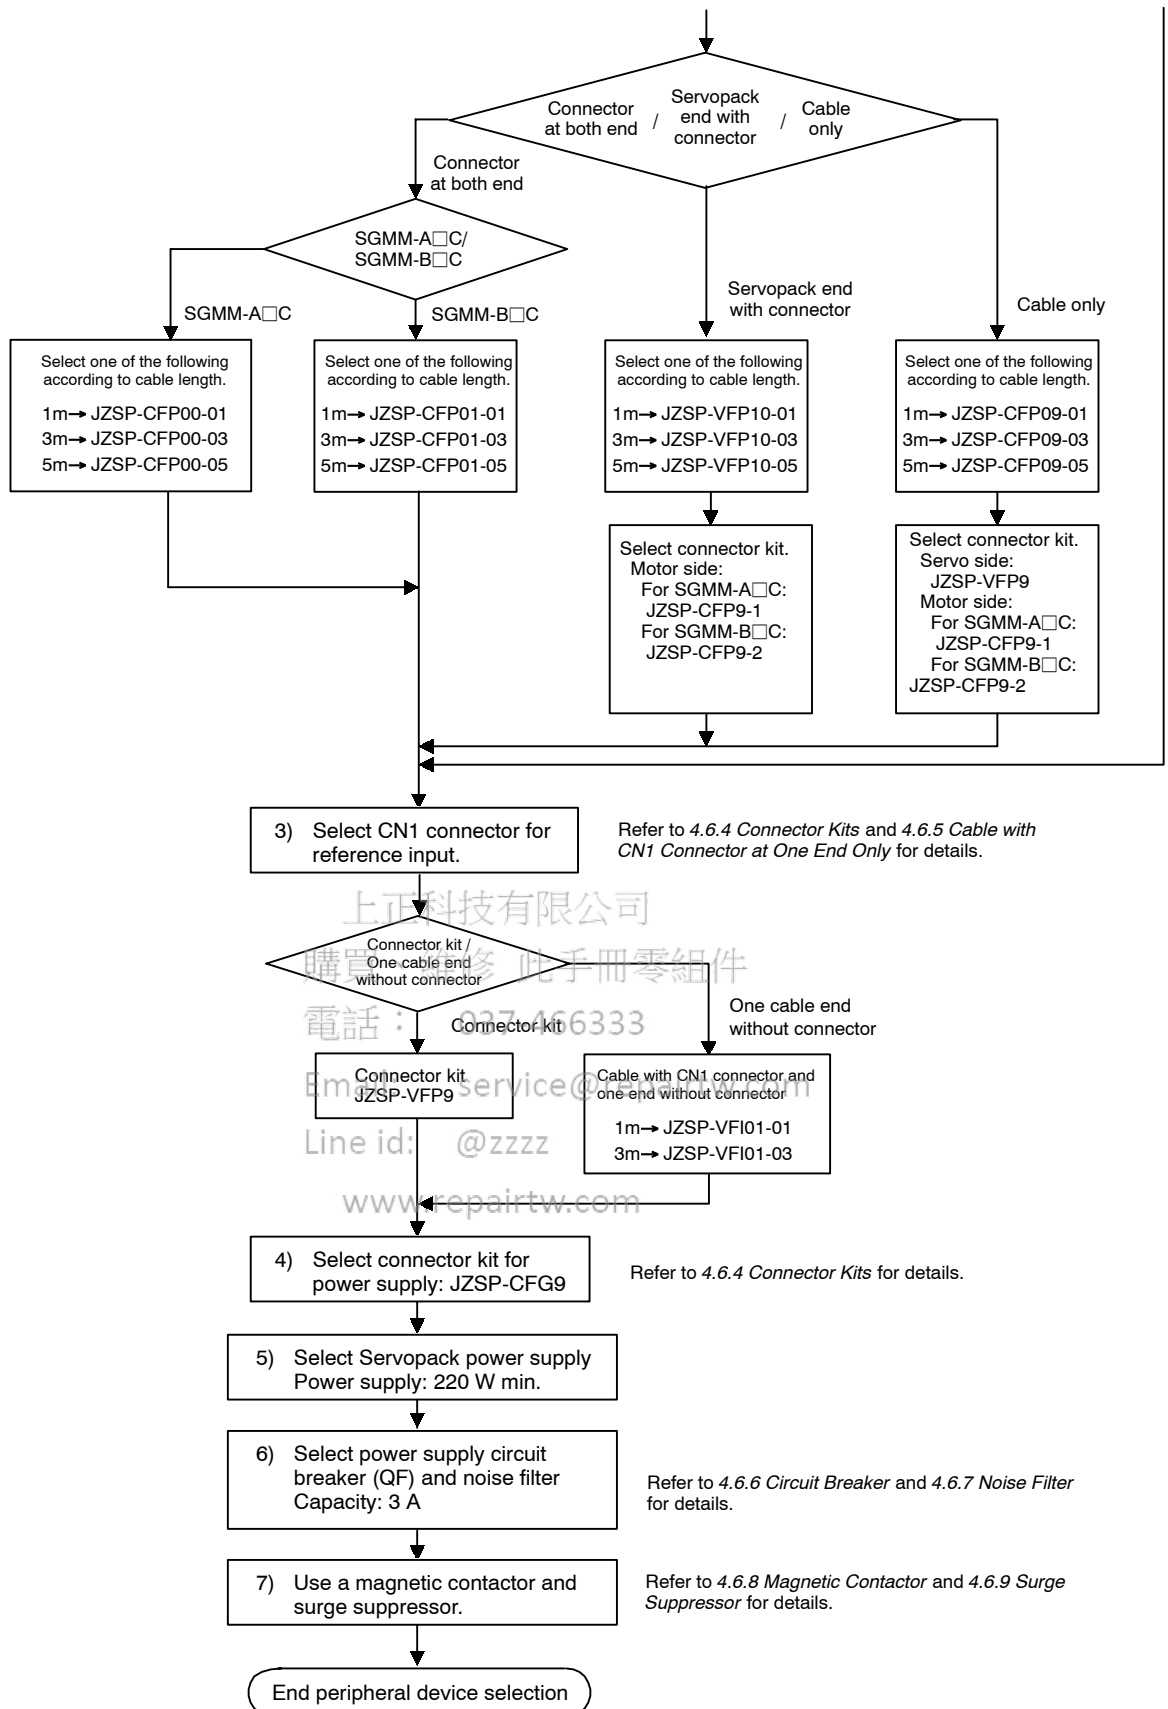 Connector
at both end
/
Servopack
end with
connector
/
Cable
only
Connector
at both end
SGMM-A□C/
SGMM-B□C
SGMM-A□C
SGMM-B□C
Servopack end
with connector
Cable only
Select one of the following
according to cable length.
1m→JZSP-CFP00-01
3m→JZSP-CFP00-03
5m→JZSP-CFP00-05
Select one of the following
according to cable length.
1m→JZSP-CFP01-01
3m→JZSP-CFP01-03
5m→JZSP-CFP01-05
Select one of the following
according to cable length.
1m→JZSP-VFP10-01
3m→JZSP-VFP10-03
5m→JZSP-VFP10-05
Select one of the following
according to cable length.
1m→JZSP-CFP09-01
3m→JZSP-CFP09-03
5m→JZSP-CFP09-05
Select connector kit.
Motor side:
For SGMM-A□C:
JZSP-CFP9-1
For SGMM-B□C:
JZSP-CFP9-2
Select connector kit.
Servo side:
JZSP-VFP9
Motor side:
For SGMM-A□C:
JZSP-CFP9-1
For SGMM-B□C:
JZSP-CFP9-2
3) Select CN1 connector for
reference input.
Refer to 4.6.4 Connector Kits and 4.6.5 Cable with
CN1 Connector at One End Only for details.
上正科技有限公司
Connector kit /
One cable end
without connector
購買、維修 此手冊零組件
電話： 037-466333
Connector kit
One cable end
without connector
Connector kit
JZSP-VFP9
Email: service@repairtw.com
Cable with CN1 connector and
one end without connector
1m→JZSP-VFI01-01
3m→JZSP-VFI01-03
Line id: @zzzz
www.repairtw.com
4) Select connector kit for
power supply: JZSP-CFG9
Refer to 4.6.4 Connector Kits for details.
5) Select Servopack power supply
Power supply: 220 W min.
6) Select power supply circuit
breaker (QF) and noise filter
Capacity: 3 A
Refer to 4.6.6 Circuit Breaker and 4.6.7 Noise Filter
for details.
7) Use a magnetic contactor and
surge suppressor.
Refer to 4.6.8 Magnetic Contactor and 4.6.9 Surge
Suppressor for details.
End peripheral device selection